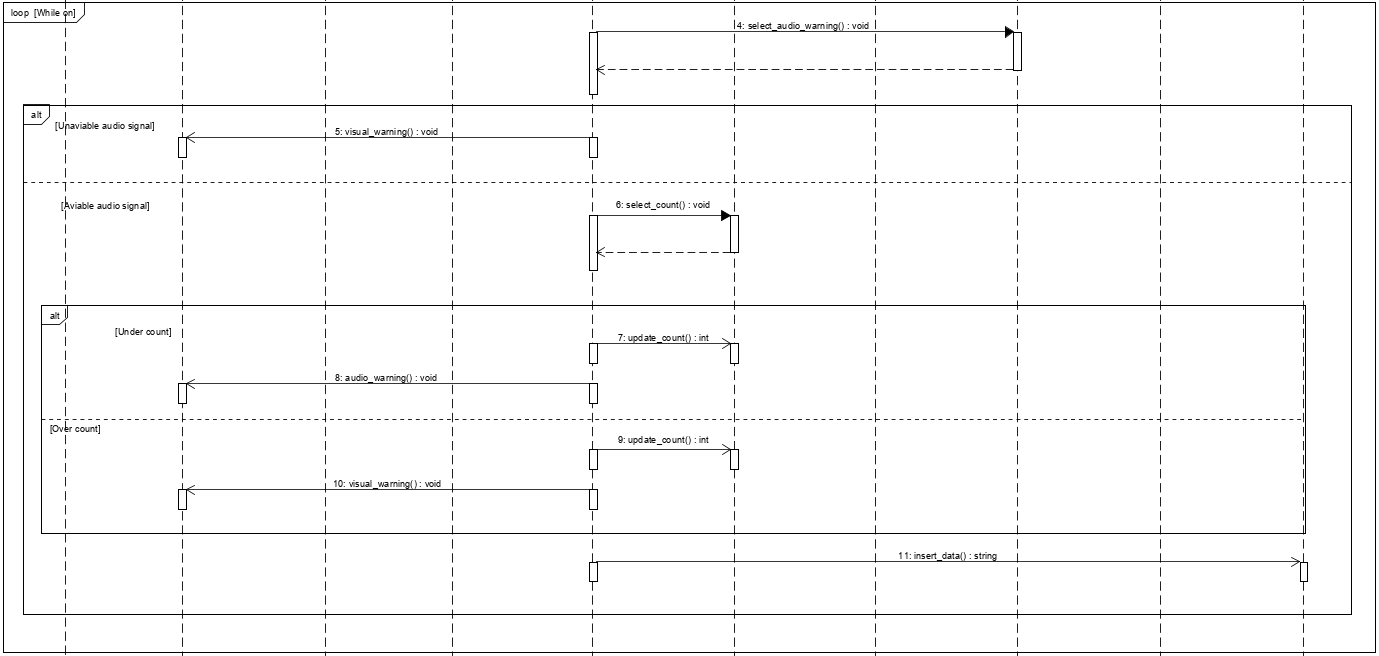 loop [While on]
4: select_audio_warning() : void
alt
[Unaviable audio signal]
5: visual_warning() : void
[Aviable audio signal]
6: select_count() : void
alt
[Under count]
7: update_count() : int
8: audio_warning() : void
[Over count]
9: update_count() : int
10: visual_warning() : void
11: insert_data() : string